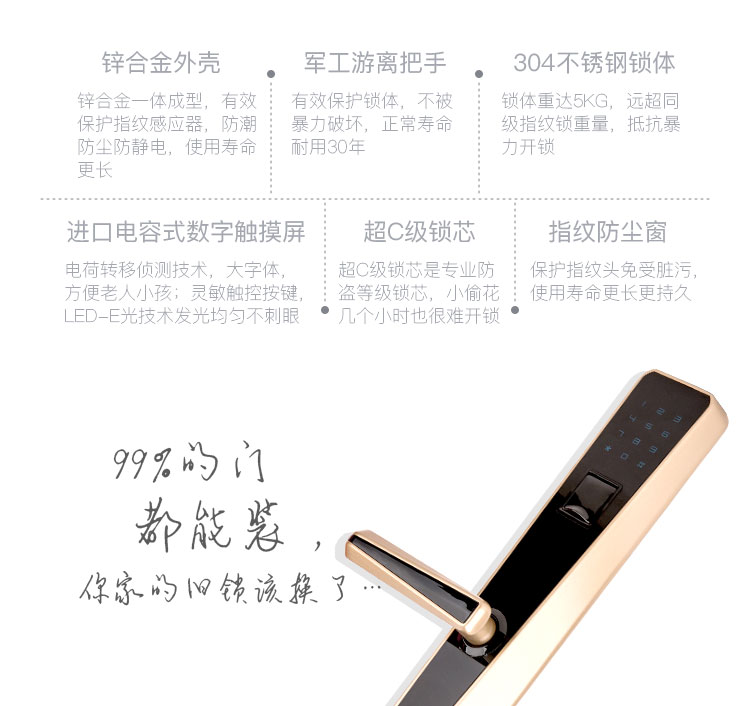 锌合金外壳
锌合金一体成型，有效
保护指纹感应器，防潮
防尘防静电，使用寿命
更长
军工游离把手
有效保护锁体，不被
暴力破坏，正常寿命
耐用30年
304不锈钢锁体
锁体重达5KG，远超同
级指纹锁重量，抵抗暴
力开锁
进口电容式数字触摸屏
电荷转移侦测技术，大字体，
方便老人小孩；灵敏触控按键，
LED-E光技术发光均匀不刺眼
超C级锁芯
超C级锁芯是专业防
盗等级锁芯，小偷花
几个小时也很难开锁
指纹防尘窗
保护指纹头免受脏污，
使用寿命更长更持久
99%的门
都能装，
你家的旧锁该换了…
1 2 3
4 5 6
7 8 9
* 0 #